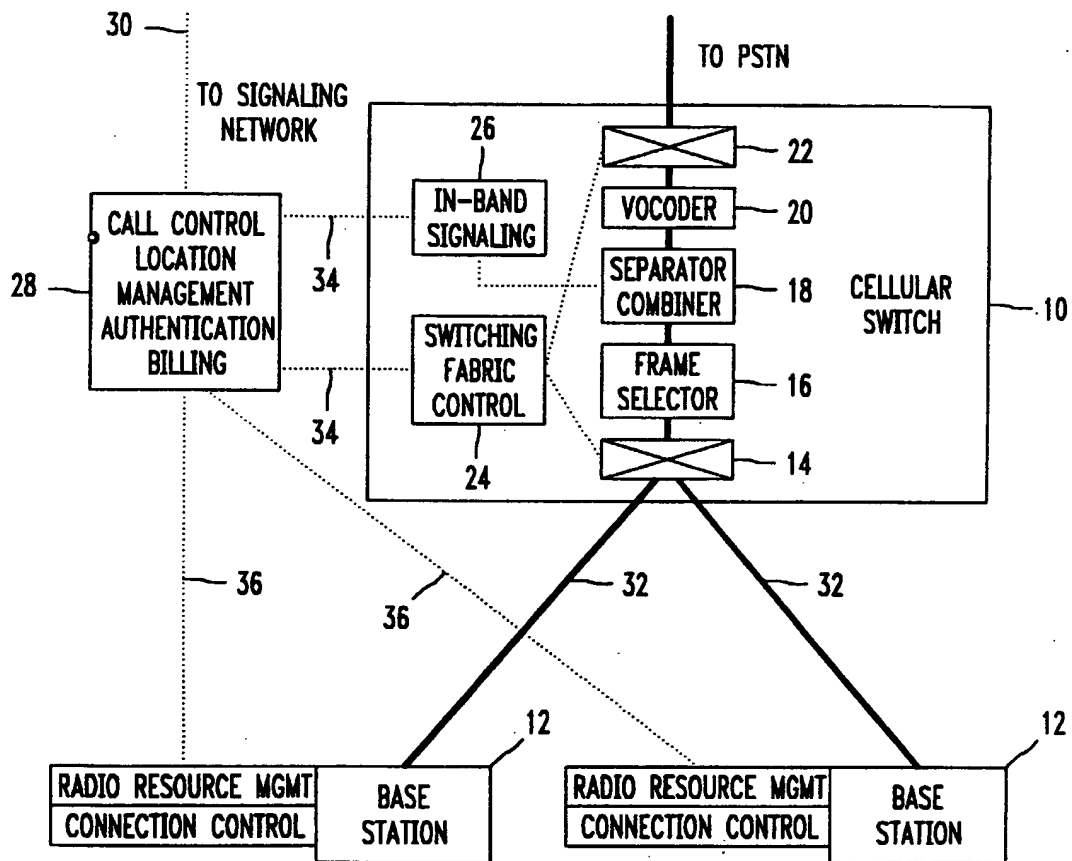 30
TO PSTN
TO SIGNALING
NETWORK
26
22
IN-BAND
SIGNALING
VOCODER
20
CALL CONTROL
LOCATION
MANAGEMENT
AUTHENTICATION
BILLING
28
34
SEPARATOR
COMBINER
18
CELLULAR
SWITCH
10
SWITCHING
FABRIC
CONTROL
FRAME
SELECTOR
16
34
24
14
36
36
32
32
12
12
RADIO RESOURCE MGMT
CONNECTION CONTROL
BASE
STATION
RADIO RESOURCE MGMT
CONNECTION CONTROL
BASE
STATION